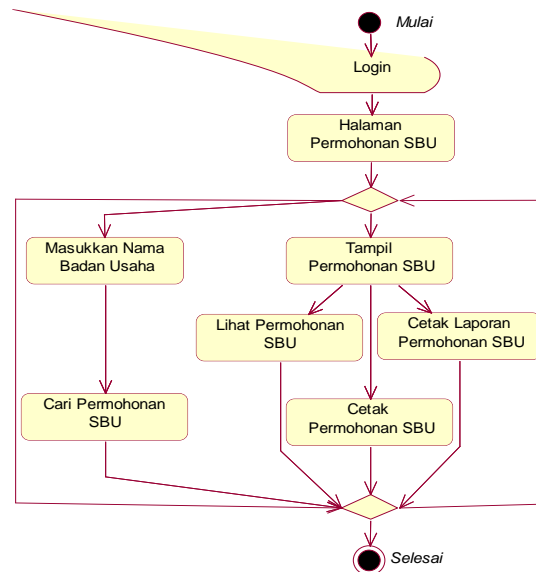 Mulai
Login
Halaman
Permohonan SBU
Masukkan Nama
Badan Usaha
Tampil
Permohonan SBU
Lihat Permohonan
SBU
Cetak Laporan
Permohonan SBU
Cari Permohonan
SBU
Cetak
Permohonan SBU
Selesai